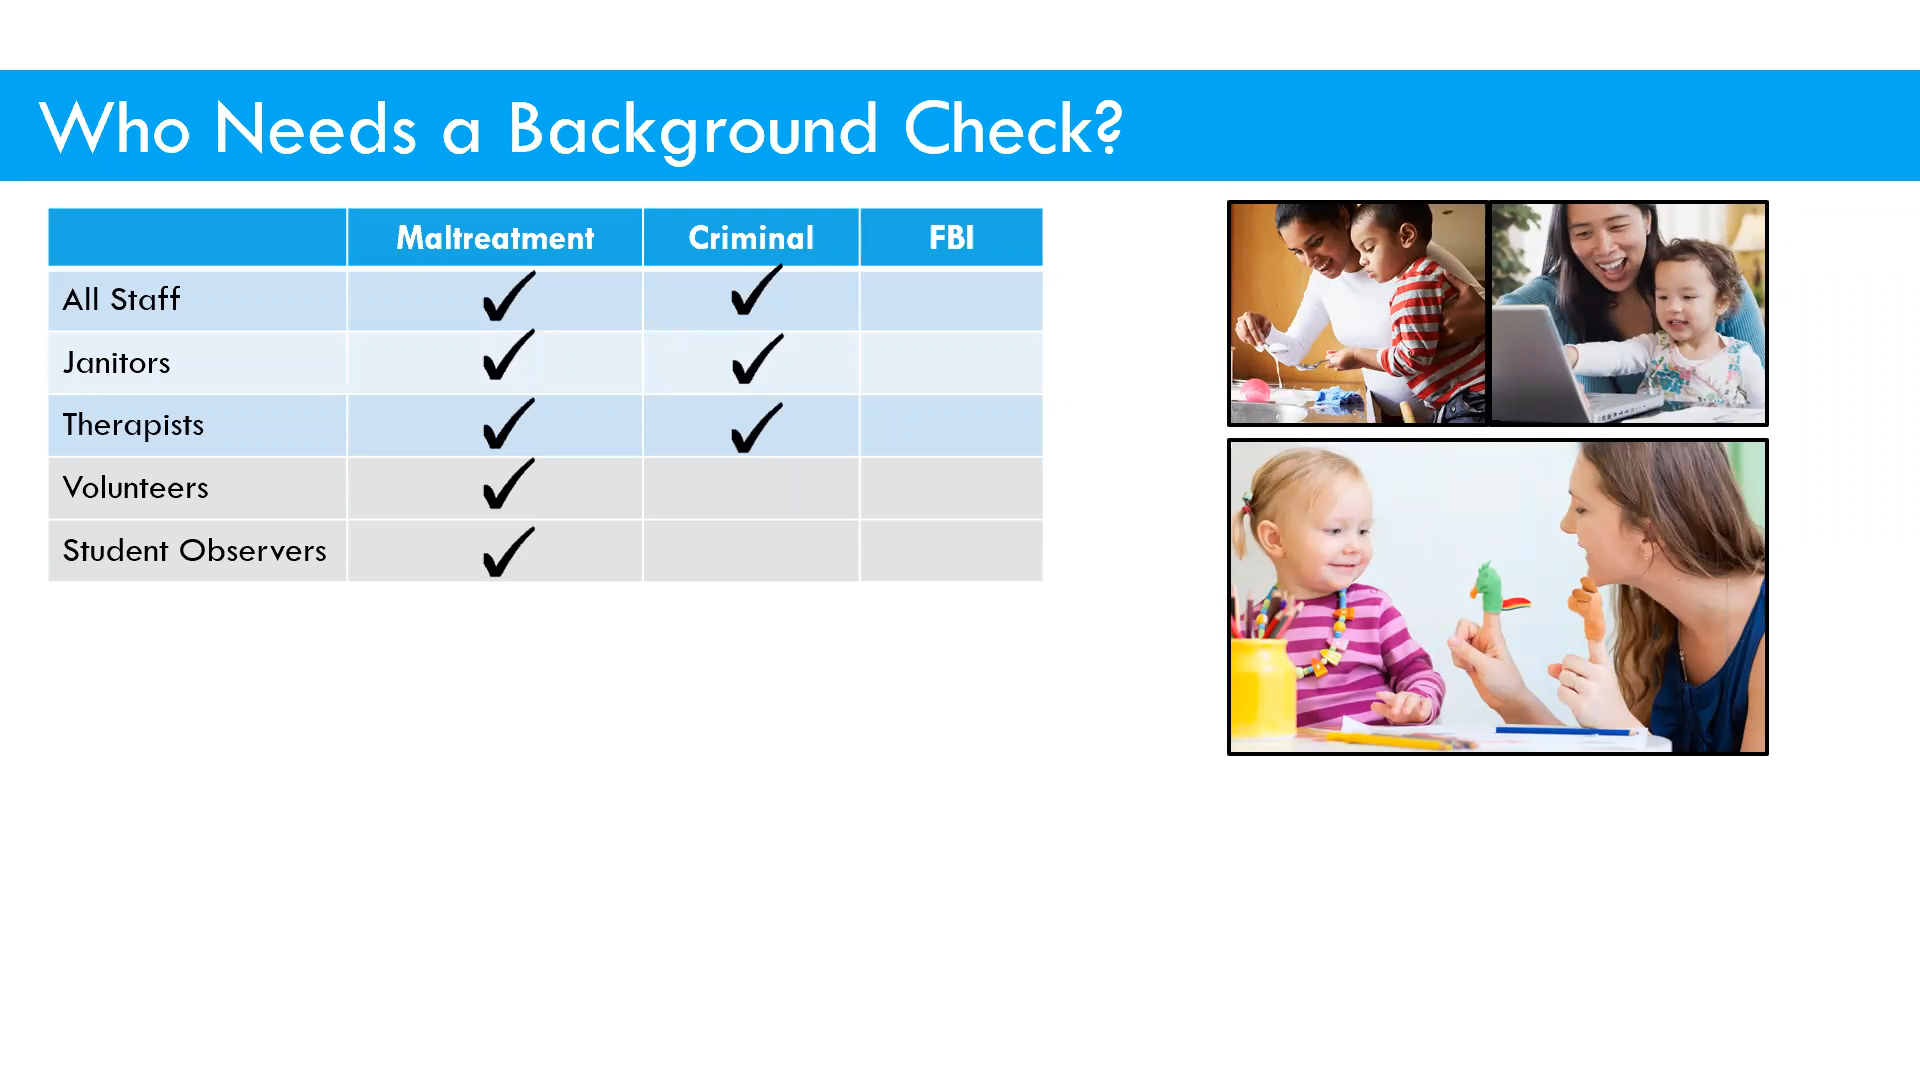 Who Needs a Background Check?
Maltreatment Criminal FBI
All Staff ✓ ✓
Janitors ✓ ✓
Therapists ✓ ✓
Volunteers ✓
Student Observers ✓